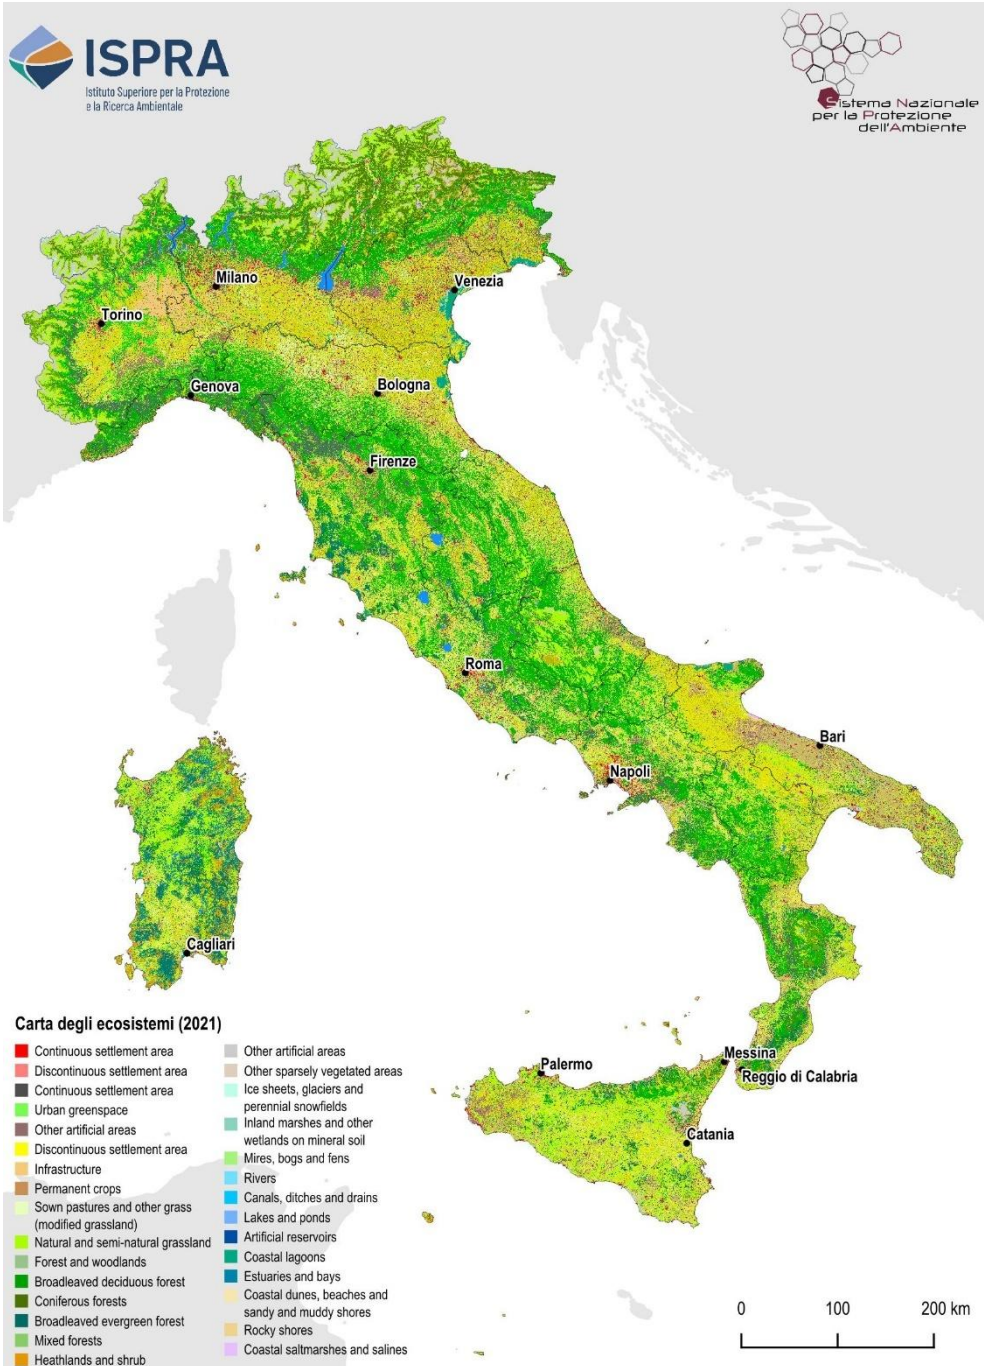 ISPRA
Istituto Superiore per la Protezione
e la Ricerca Ambientale
Sistema Nazionale
per la Protezione
dell'Ambiente
Milano
Venezia
Torino
Genova
Bologna
Firenze
Roma
Bari
Napoli
Cagliari
Palermo
Messina
Reggio di Calabria
Catania
Carta degli ecosistemi (2021)
Continuous settlement area
Discontinuous settlement area
Continuous settlement area
Urban greenspace
Other artificial areas
Discontinuous settlement area
Infrastructure
Permanent crops
Sown pastures and other grass
(modified grassland)
Natural and semi-natural grassland
Forest and woodlands
Broadleaved deciduous forest
Coniferous forests
Broadleaved evergreen forest
Mixed forests
Heathlands and shrub
Other artificial areas
Other sparsely vegetated areas
Ice sheets, glaciers and
perennial snowfields
Inland marshes and other
wetlands on mineral soil
Mires, bogs and fens
Rivers
Canals, ditches and drains
Lakes and ponds
Artificial reservoirs
Coastal lagoons
Estuaries and bays
Coastal dunes, beaches and
sandy and muddy shores
Rocky shores
Coastal saltmarshes and salines
0 100 200 km